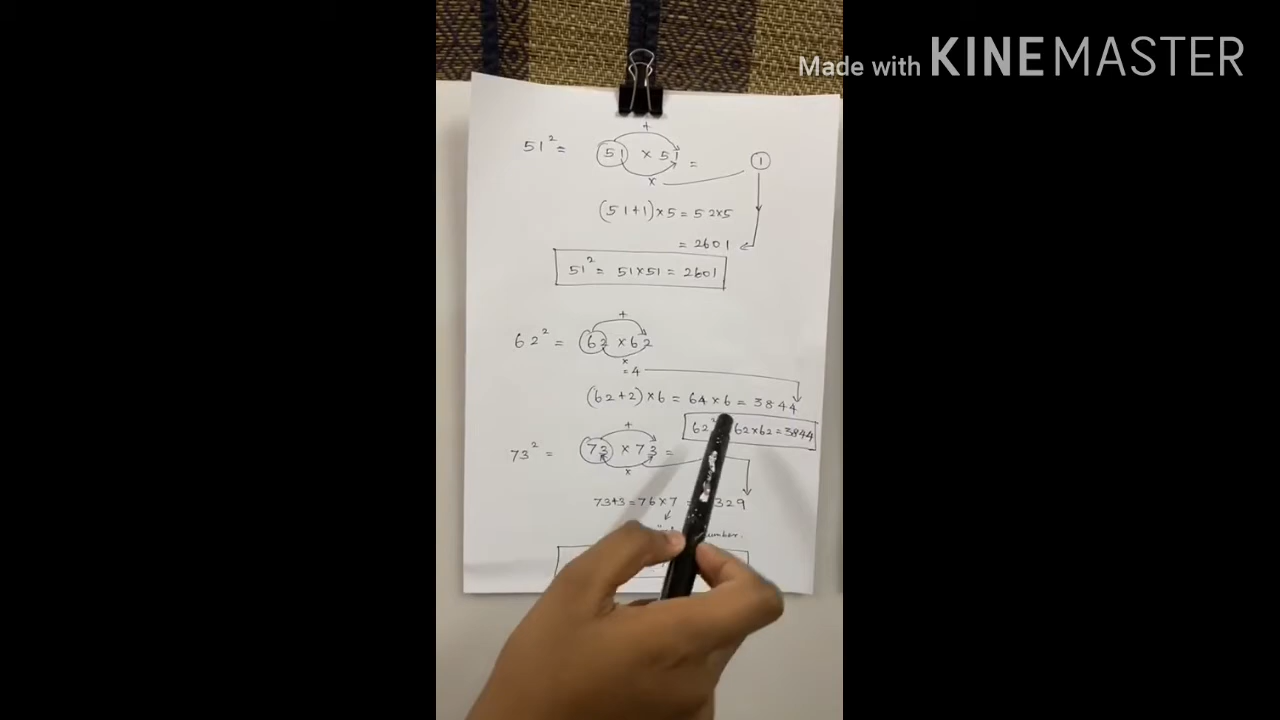 Made with KINEMASTER
+
51² = 51 × 51 = 1
×
(51+1)×5 = 52×5
= 2601
51² = 51×51 = 2601
+
62² = 62 × 62
×
= 4
(62+2)×6 = 64×6 = 3844
62² 62×62 = 3844
+
73² = 73 × 73 =
×
73+3 = 76×7 = 329